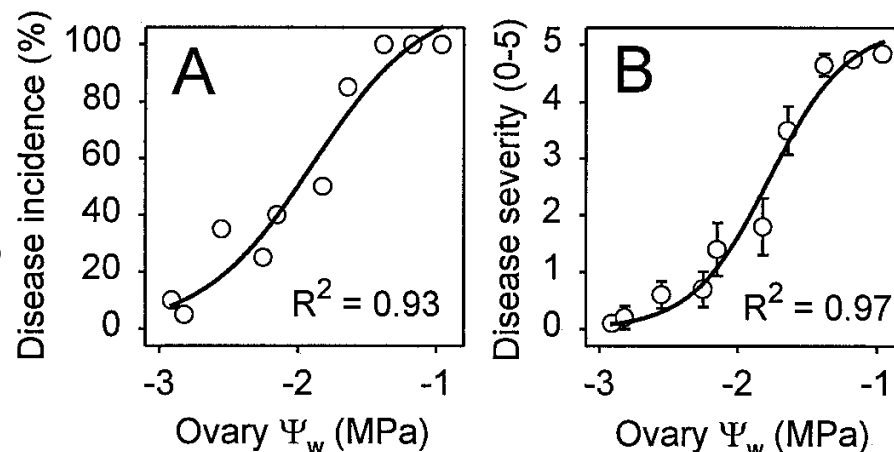 A
Disease incidence (%)
100
80
60
40
20
0
R² = 0.93
-3
-2
-1
Ovary Ψw (MPa)
B
Disease severity (0-5)
5
4
3
2
1
0
R² = 0.97
-3
-2
-1
Ovary Ψw (MPa)